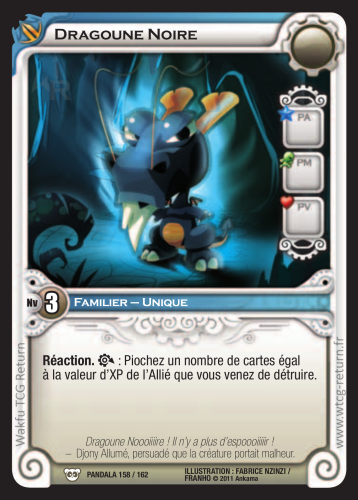 Dragoune Noire
PA
PM
PV
Nv 3 Familier – Unique
Réaction. : Piochez un nombre de cartes égal
à la valeur d'XP de l'Allié que vous venez de détruire.
Dragoune Noooiiire ! Il n'y a plus d'espoooiiiir !
– Djony Allumé, persuadé que la créature portait malheur.
PANDALA 158 / 162
ILLUSTRATION : FABRICE NZINZI /
FRANHO © 2011 Ankama
Wakfu TCG Return
www.wtcg-return.fr